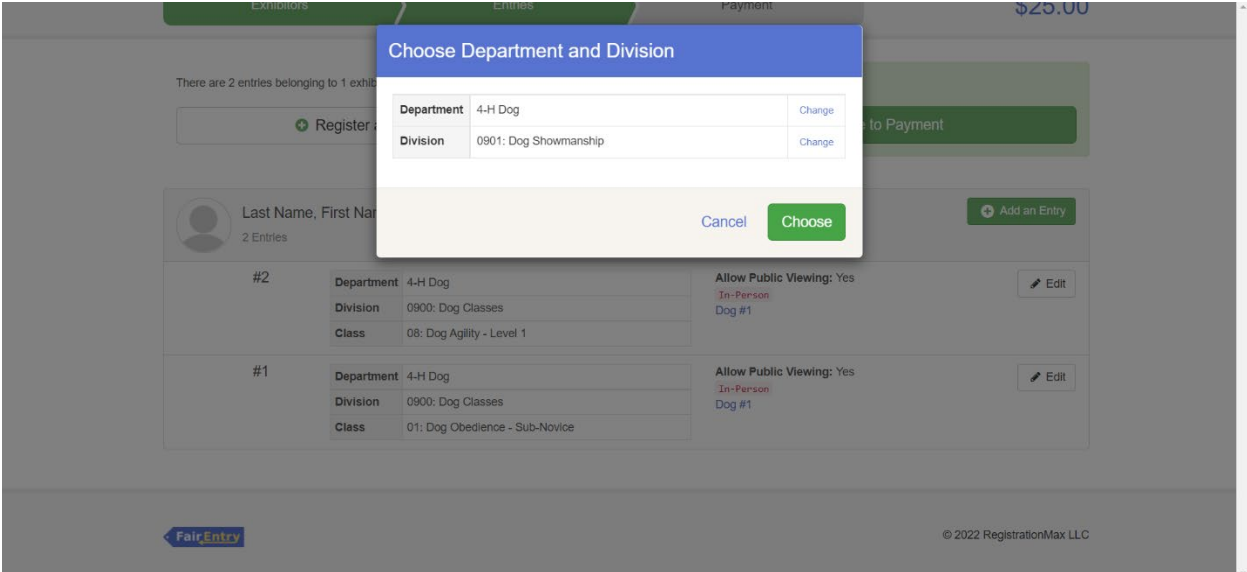 Exhibitors
Entries
Payment
$25.00
Choose Department and Division
There are 2 entries belonging to 1 exhib
Department 4-H Dog Change
Register a
to Payment
Division 0901: Dog Showmanship Change
Last Name, First Nar
Cancel
Choose
Add an Entry
2 Entries
#2
Department 4-H Dog
Allow Public Viewing: Yes
Edit
In-Person
Division 0900: Dog Classes
Dog #1
Class 08: Dog Agility - Level 1
#1
Department 4-H Dog
Allow Public Viewing: Yes
Edit
In-Person
Division 0900: Dog Classes
Dog #1
Class 01: Dog Obedience - Sub-Novice
FairEntry
© 2022 RegistrationMax LLC